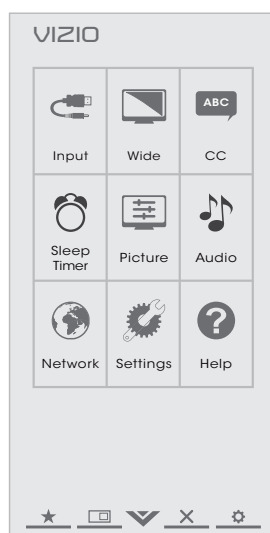 VIZIO
ABC
Input Wide CC
Sleep
Timer
Picture Audio
Network Settings Help
?